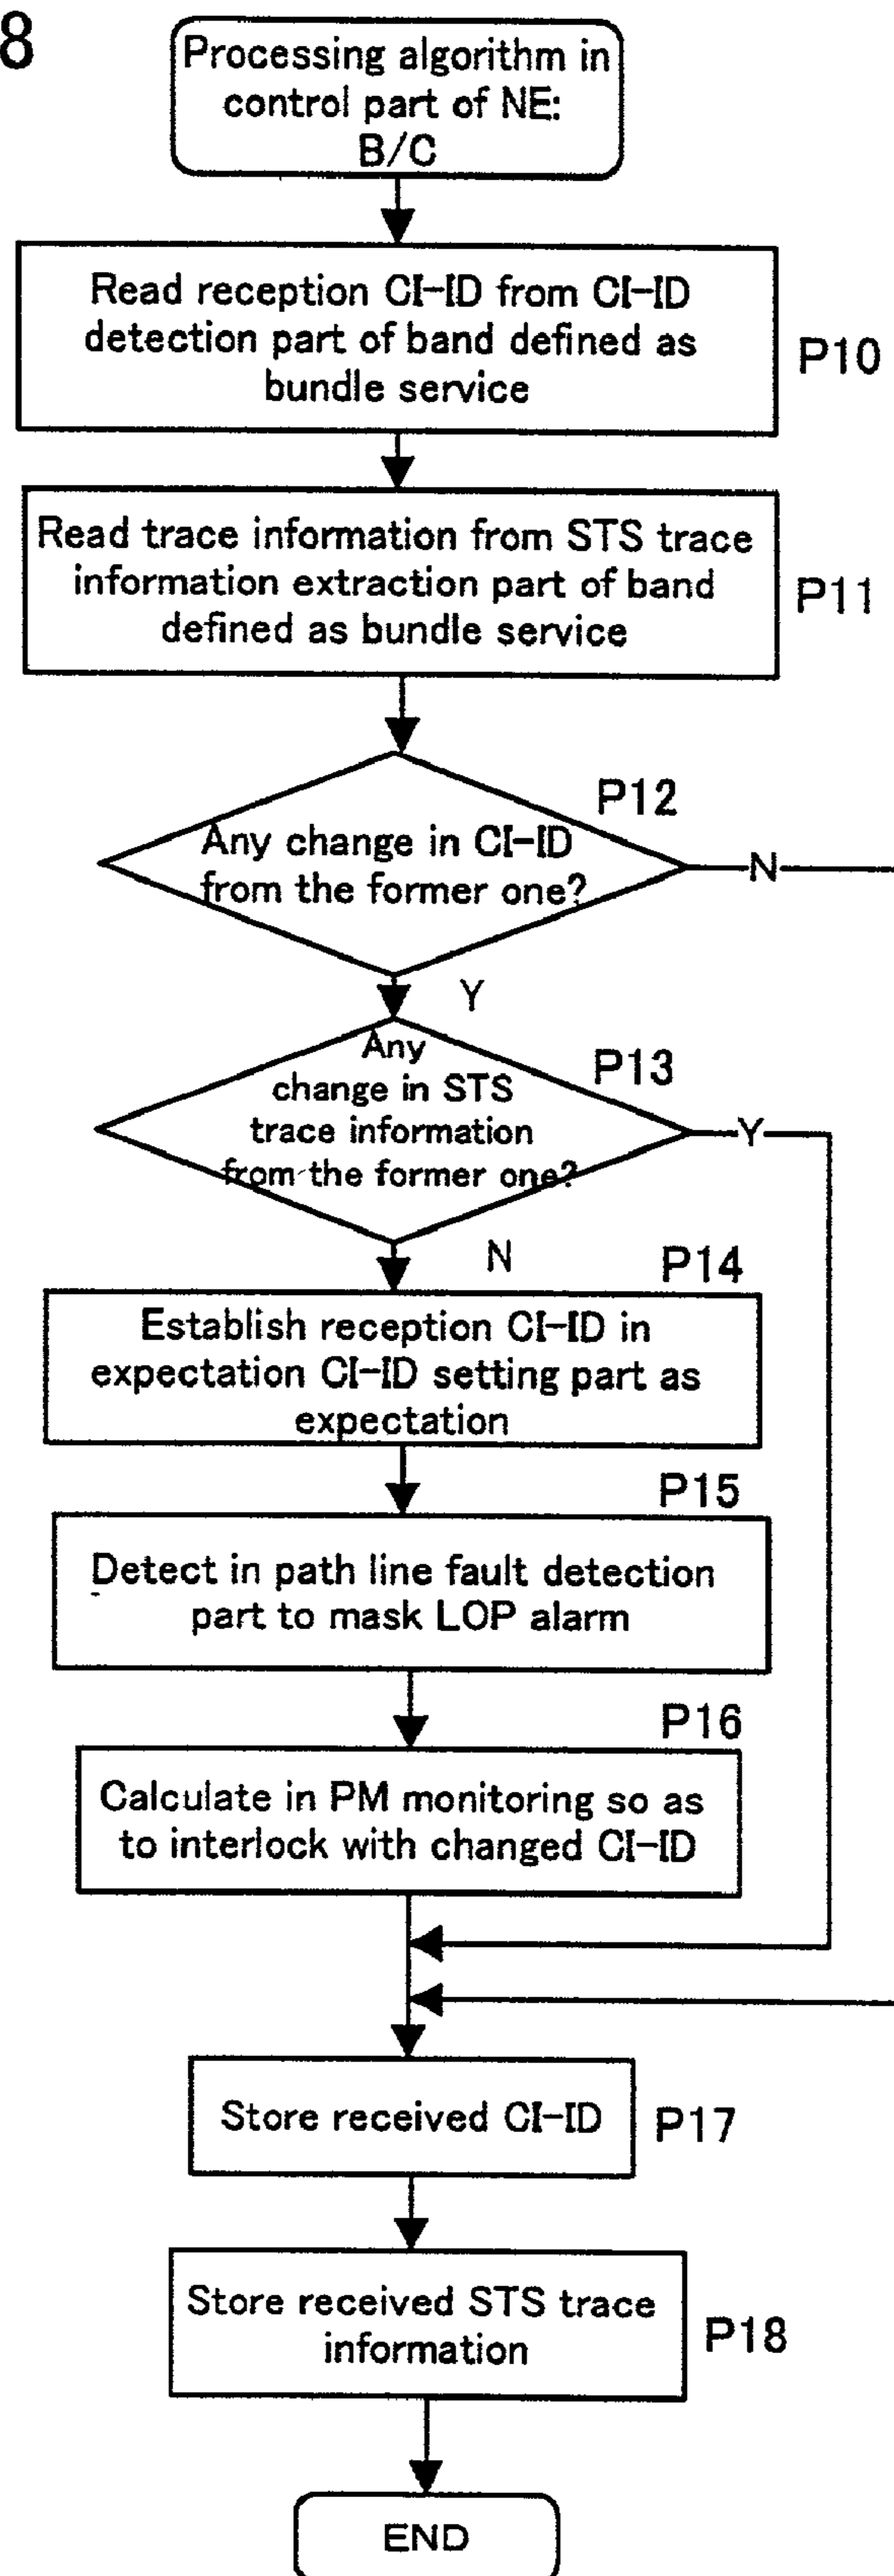 8
Processing algorithm in
control part of NE:
B/C
Read reception CI-ID from CI-ID
detection part of band defined as
bundle service
P10
Read trace information from STS trace
information extraction part of band
defined as bundle service
P11
P12
Any change in CI-ID
from the former one?
N
Y
P13
Any
change in STS
trace information
from the former one?
Y
N
P14
Establish reception CI-ID in
expectation CI-ID setting part as
expectation
P15
Detect in path line fault detection
part to mask LOP alarm
P16
Calculate in PM monitoring so as
to interlock with changed CI-ID
Store received CI-ID
P17
Store received STS trace
information
P18
END